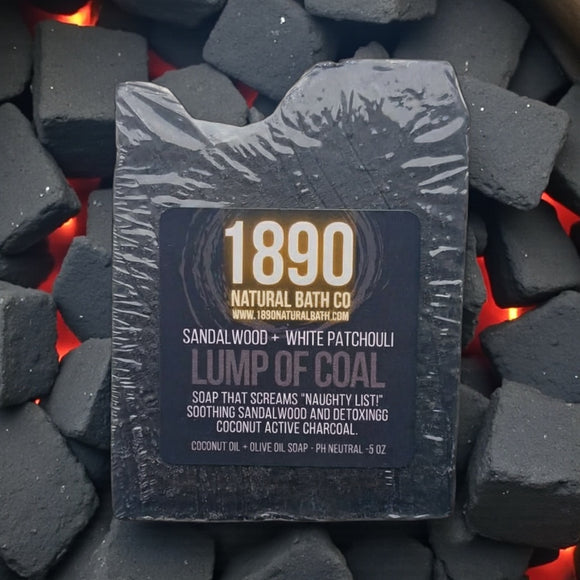 1890
NATURAL BATH CO
WWW.1890NATURALBATH.COM
SANDALWOOD + WHITE PATCHOULI
LUMP OF COAL
SOAP THAT SCREAMS "NAUGHTY LIST!"
SOOTHING SANDALWOOD AND DETOXINGG
COCONUT ACTIVE CHARCOAL.
COCONUT OIL + OLIVE OIL SOAP - PH NEUTRAL -5 OZ